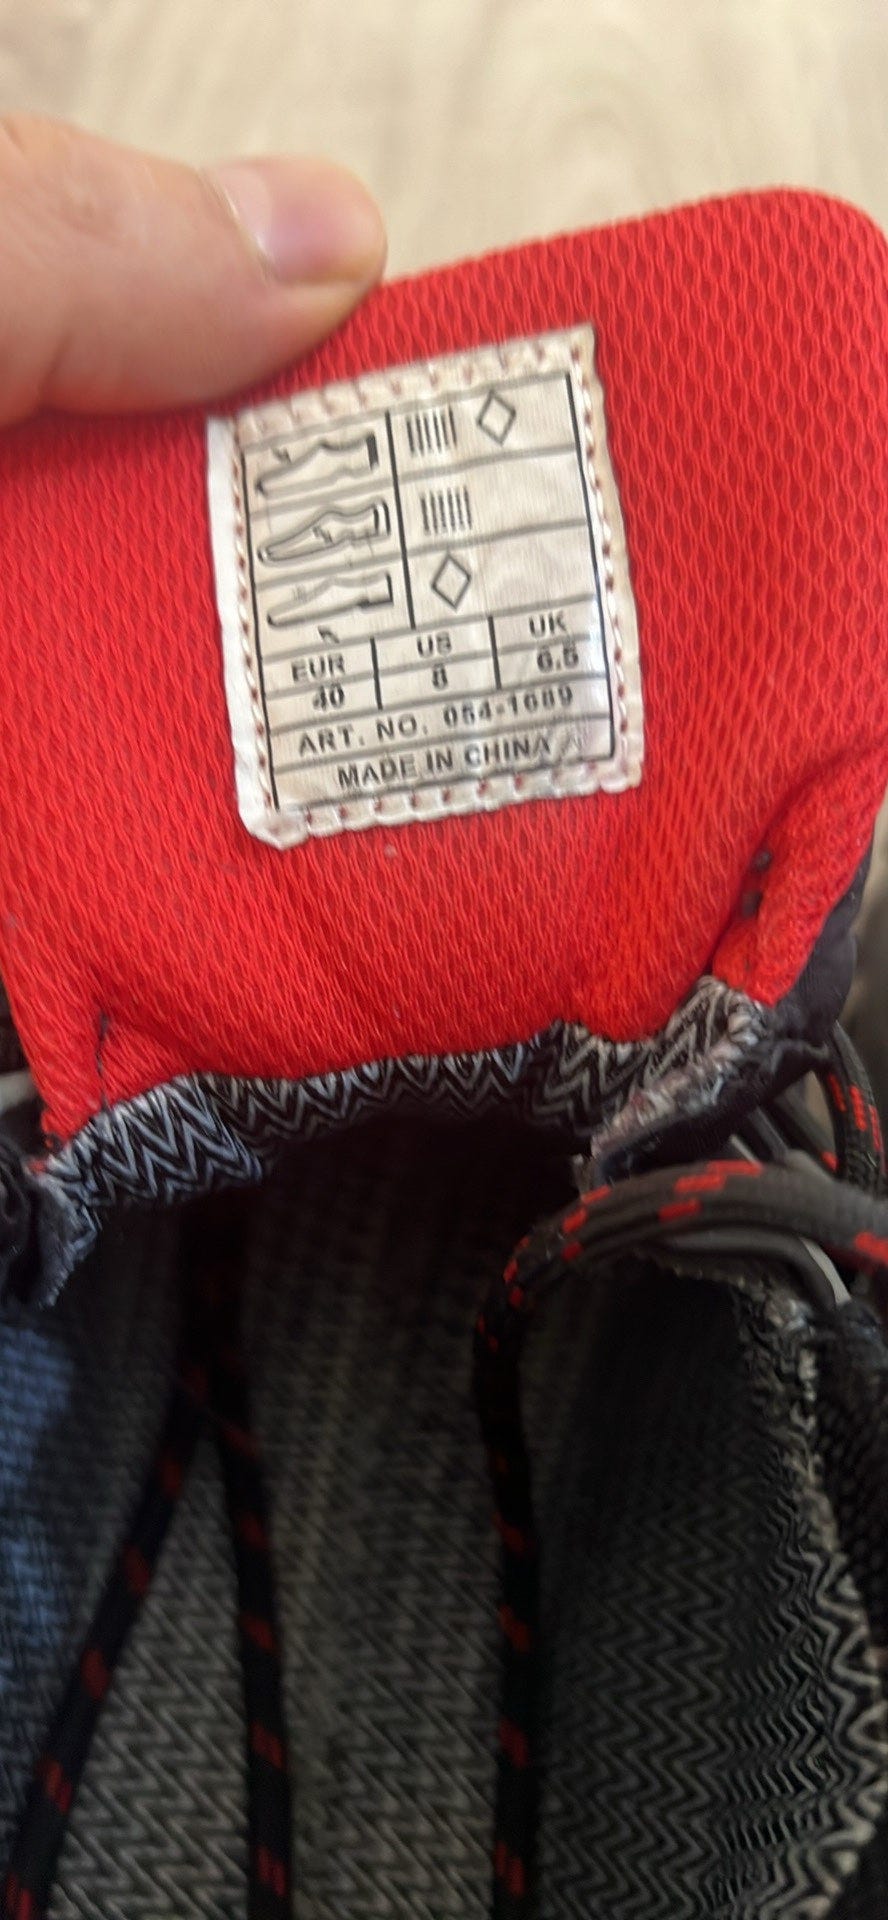 EUR US UK
40 8 6.5
ART. NO. 054-1689
MADE IN CHINA